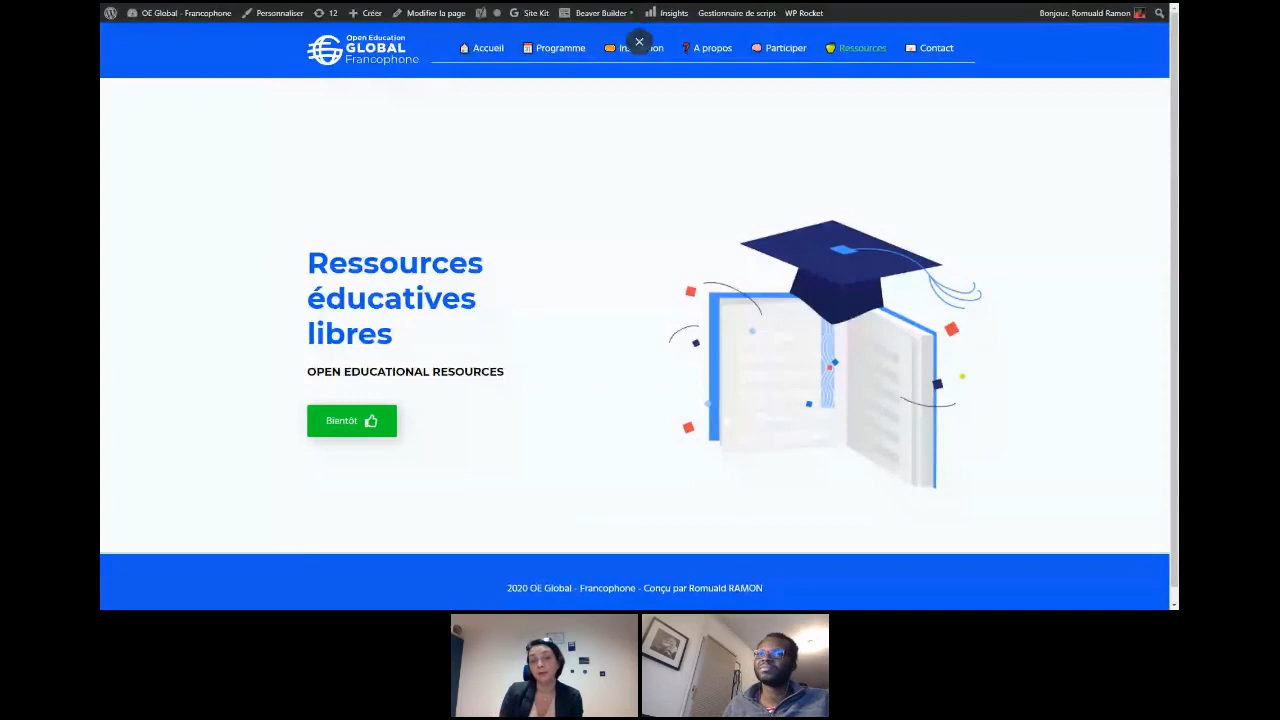 OE Global - Francophone Personnaliser 12 Créer Modifier la page Site Kit Beaver Builder Insights Gestionnaire de script WP Rocket Bonjour, Romuald Ramon
Open Education
GLOBAL
Francophone
Accueil Programme A propos Participer Ressources Contact
Ressources
éducatives
libres
OPEN EDUCATIONAL RESOURCES
Bientôt
2020 OE Global - Francophone - Conçu par Romuald RAMON